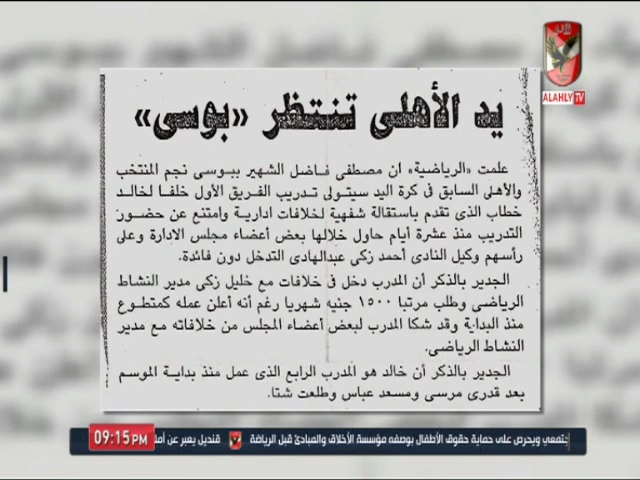 ALAHLY TV
يد الأهلى تنتظر «بوسى»
علمت «الرياضية» ان مصطفى فاضل الشهير ببوسى نجم المنتخب
والأهلى السابق فى كرة اليد سيتولى تدريب الفريق الأول خلفا لخالد
خطاب الذى تقدم باستقالة شفهية لخلافات ادارية وامتنع عن حضور
التدريب منذ عشرة أيام حاول خلالها بعض أعضاء مجلس الادارة وعلى
رأسهم وكيل النادى أحمد زكى عبدالهادى التدخل دون فائدة.
الجدير بالذكر أن المدرب دخل فى خلافات مع خليل زكى مدير النشاط
الرياضى وطلب مرتبا ١٥٠٠ جنيه شهريا رغم أنه أعلن عمله كمتطوع
منذ البداية وقد شكا المدرب لبعض أعضاء المجلس من خلافاته مع مدير
النشاط الرياضى.
الجدير بالذكر أن خالد هو المدرب الرابع الذى عمل منذ بداية الموسم
بعد قدرى مرسى ومسعد عباس وطلعت شتا.
جتمعي ويحرص على حماية حقوق الأطفال بوصفه مؤسسة الأخلاق والمبادئ قبل الرياضة قنديل يعبر عن أمله
09:15 PM